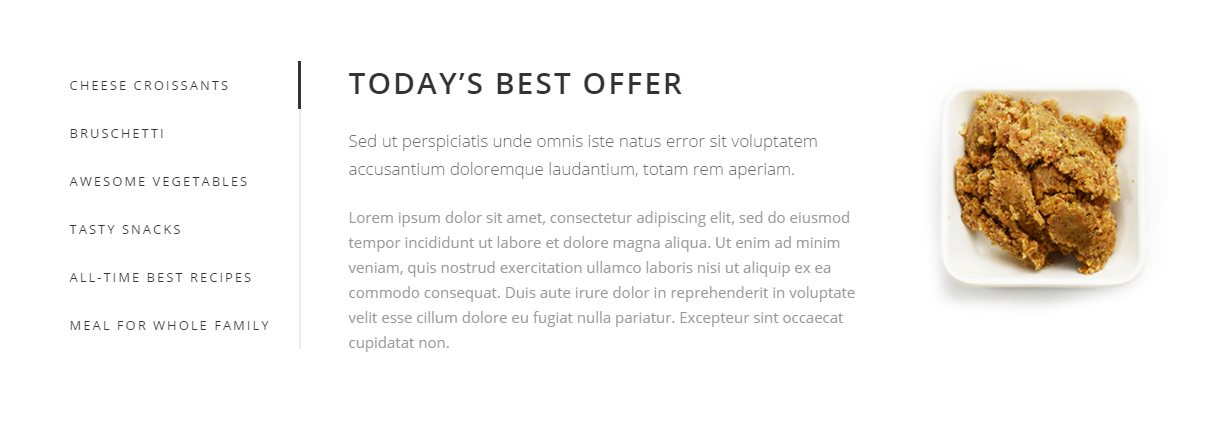 CHEESE CROISSANTS
BRUSCHETTI
AWESOME VEGETABLES
TASTY SNACKS
ALL-TIME BEST RECIPES
MEAL FOR WHOLE FAMILY
TODAY’S BEST OFFER
Sed ut perspiciatis unde omnis iste natus error sit voluptatem
accusantium doloremque laudantium, totam rem aperiam.
Lorem ipsum dolor sit amet, consectetur adipiscing elit, sed do eiusmod
tempor incididunt ut labore et dolore magna aliqua. Ut enim ad minim
veniam, quis nostrud exercitation ullamco laboris nisi ut aliquip ex ea
commodo consequat. Duis aute irure dolor in reprehenderit in voluptate
velit esse cillum dolore eu fugiat nulla pariatur. Excepteur sint occaecat
cupidatat non.